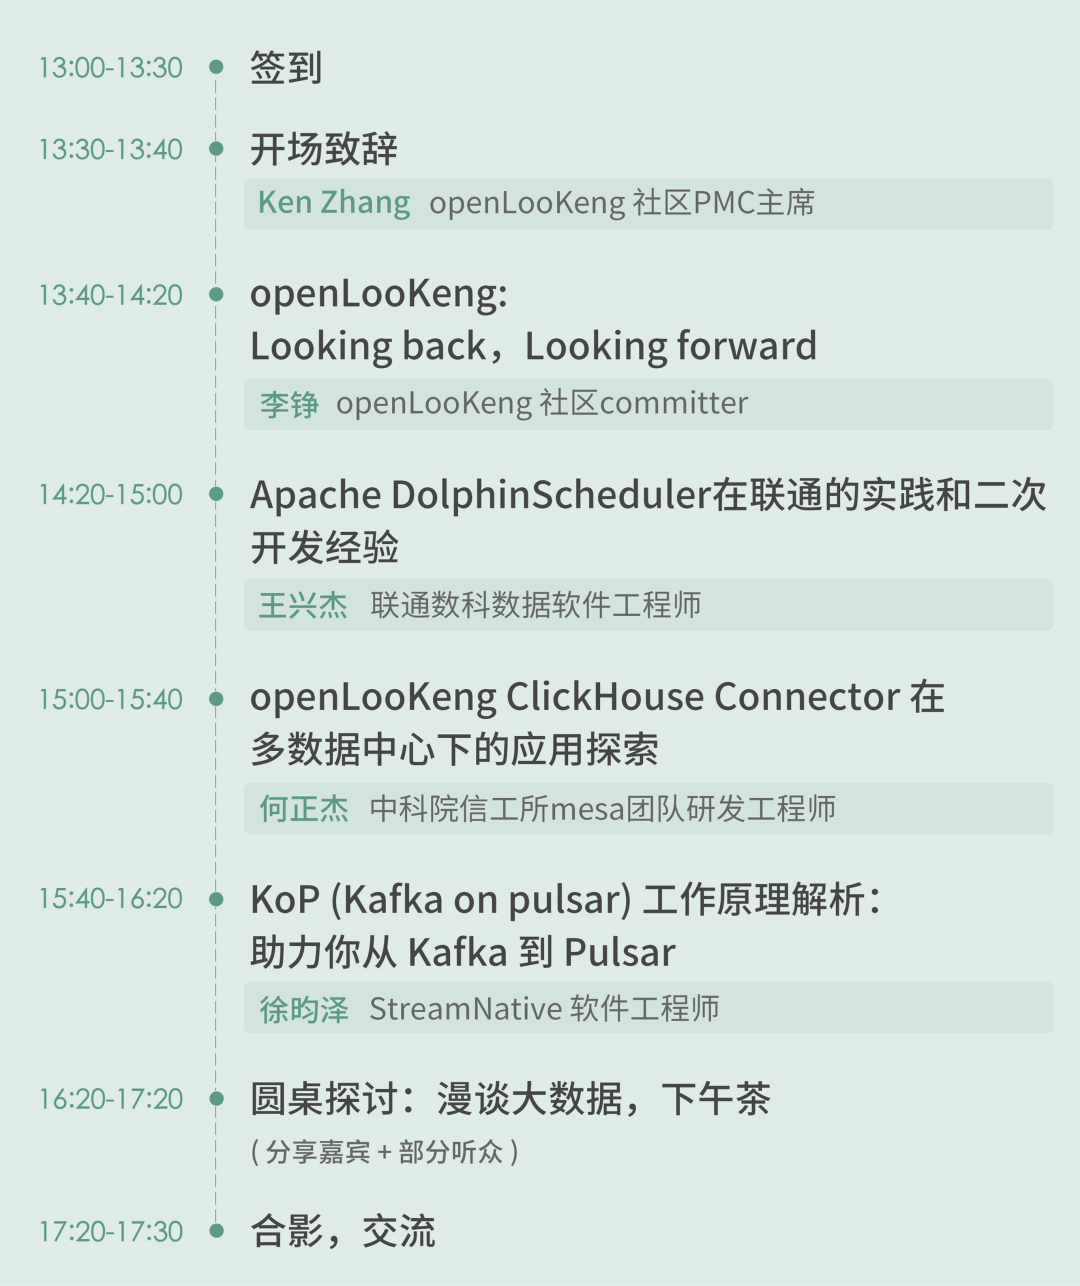 13:00-13:30 签到
13:30-13:40 开场致辞
Ken Zhang openLooKeng 社区PMC主席
13:40-14:20 openLooKeng:
Looking back，Looking forward
李铮 openLooKeng 社区committer
14:20-15:00 Apache DolphinScheduler在联通的实践和二次
开发经验
王兴杰 联通数科数据软件工程师
15:00-15:40 openLooKeng ClickHouse Connector 在
多数据中心下的应用探索
何正杰 中科院信工所mesa团队研发工程师
15:40-16:20 KoP (Kafka on pulsar) 工作原理解析：
助力你从 Kafka 到 Pulsar
徐昀泽 StreamNative 软件工程师
16:20-17:20 圆桌探讨：漫谈大数据，下午茶
( 分享嘉宾 + 部分听众 )
17:20-17:30 合影，交流